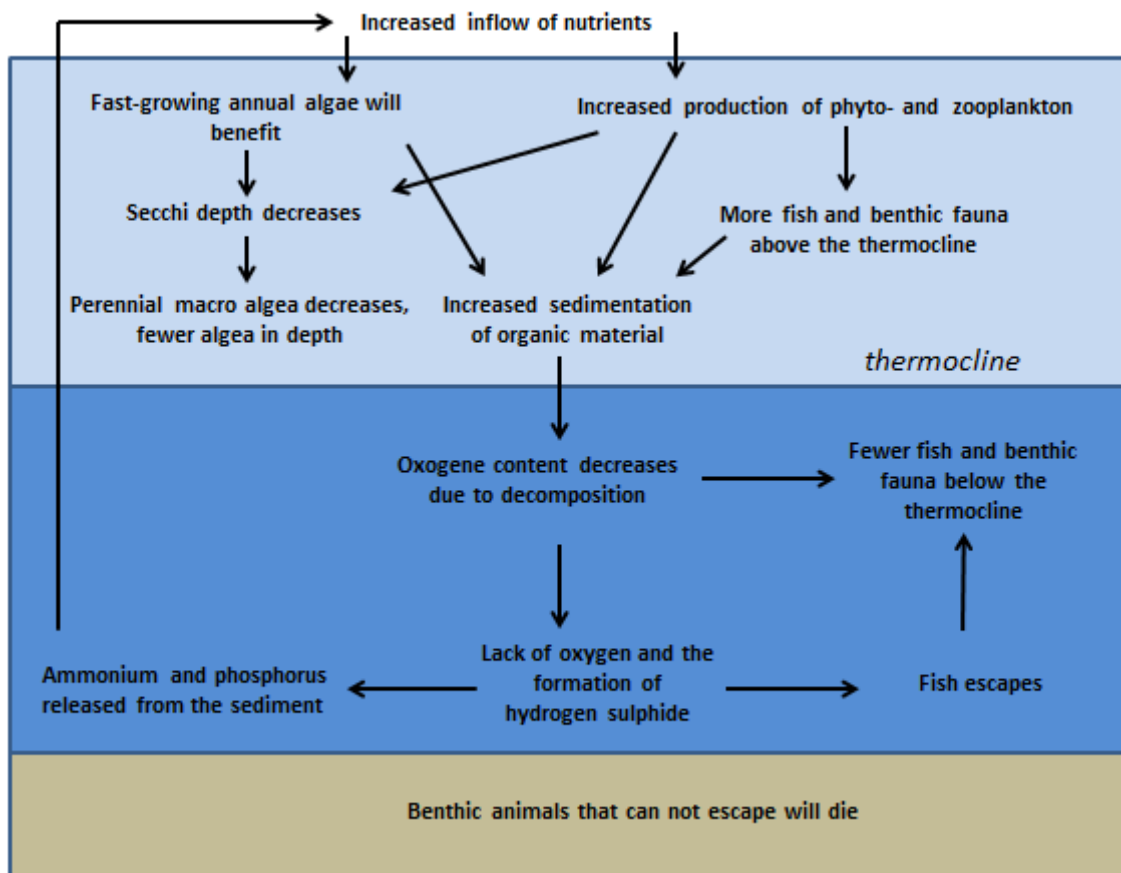 Increased inflow of nutrients
Fast-growing annual algae will
benefit
Increased production of phyto- and zooplankton
Secchi depth decreases
More fish and benthic fauna
above the thermocline
Perennial macro algea decreases,
fewer algea in depth
Increased sedimentation
of organic material
thermocline
Oxogene content decreases
due to decomposition
Fewer fish and benthic
fauna below the
thermocline
Ammonium and phosphorus
released from the sediment
Lack of oxygen and the
formation of
hydrogen sulphide
Fish escapes
Benthic animals that can not escape will die